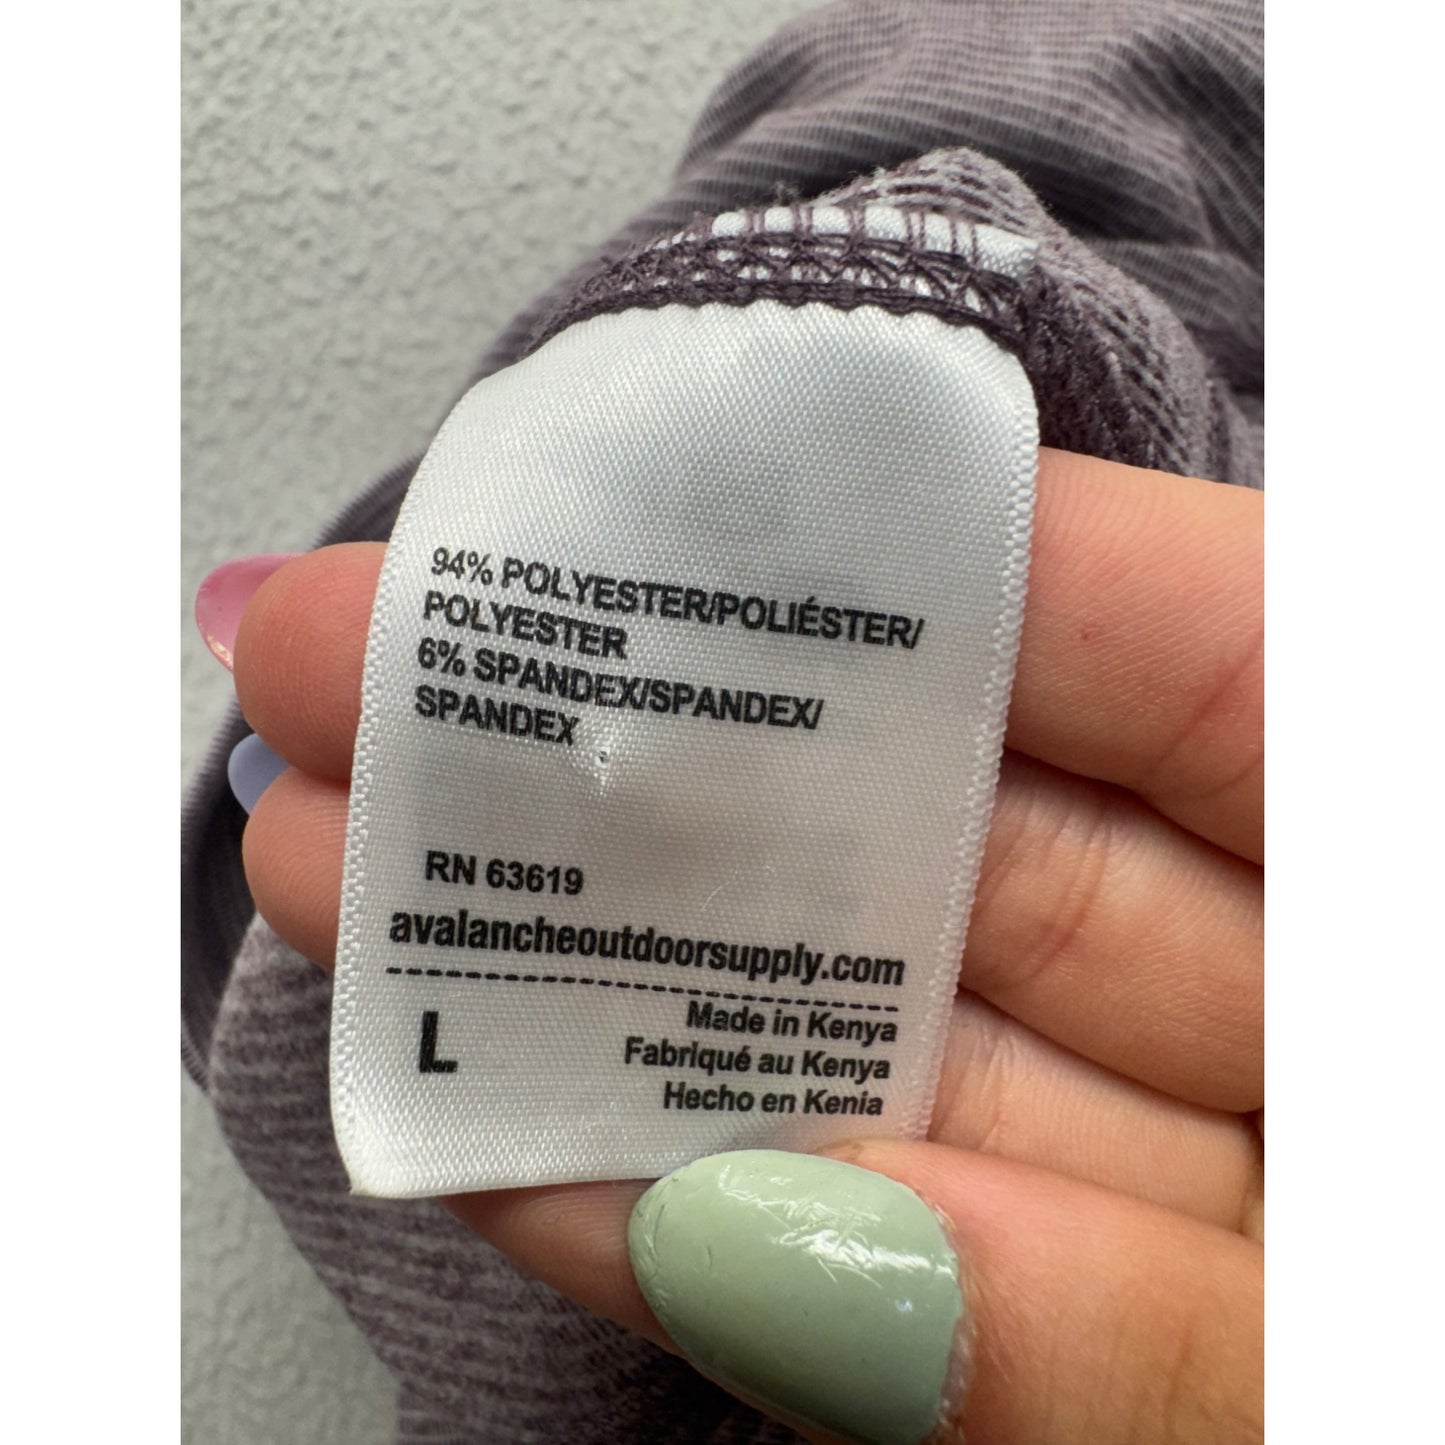 94% POLYESTER/POLIÉSTER/
POLYESTER
6% SPANDEX/SPANDEX/
SPANDEX
RN 63619
avalancheoutdoorsupply.com
L
Made in Kenya
Fabriqué au Kenya
Hecho en Kenia